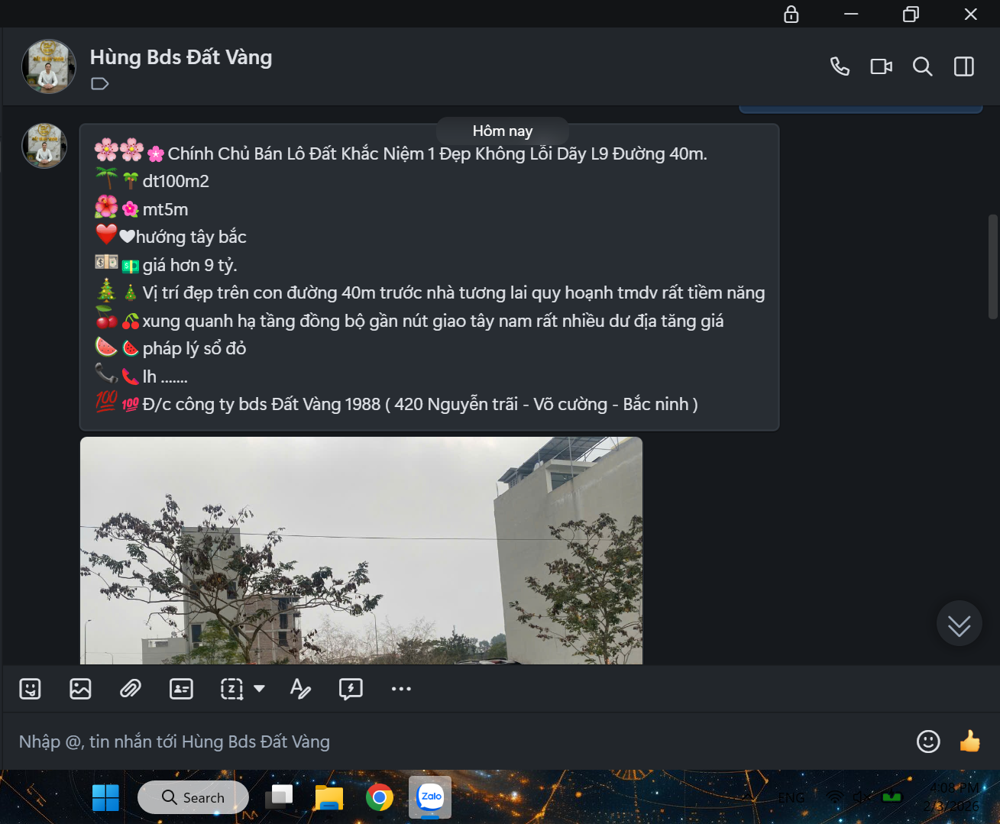 Hùng Bds Đất Vàng
Hôm nay
Chính Chủ Bán Lô Đất Khắc Niệm 1 Đẹp Không Lỗi Dãy L9 Đường 40m.
dt100m2
mt5m
hướng tây bắc
giá hơn 9 tỷ.
Vị trí đẹp trên con đường 40m trước nhà tương lai quy hoạnh tmdv rất tiềm năng
xung quanh hạ tầng đồng bộ gần nút giao tây nam rất nhiều dư địa tăng giá
pháp lý sổ đỏ
lh .......
Đ/c công ty bds Đất Vàng 1988 ( 420 Nguyễn trãi - Võ cường - Bắc ninh )
Nhập @, tin nhắn tới Hùng Bds Đất Vàng
Search
Zalo
ENG
4:08 PM
2/3/2026